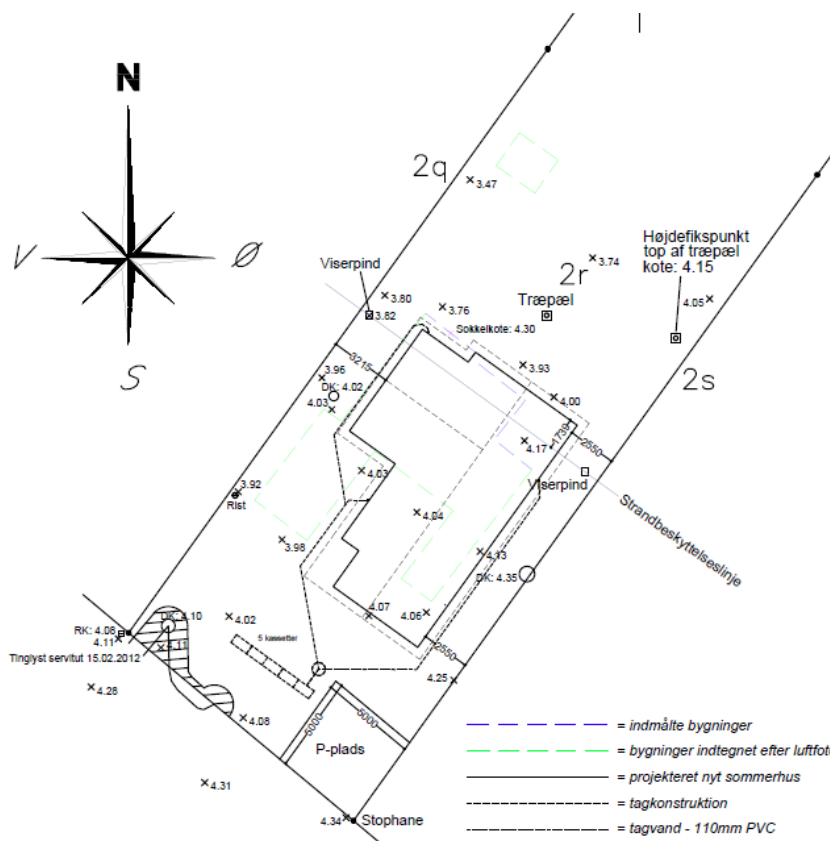 N
V
Ø
S
2q
3.47
3.74
Højdefikspunkt
top af træpæl
kote: 4.15
2r
4.05
Viserpind
3.80
3.76
3.82
Træpæl
Sokkelkote: 4.30
3.93
2s
3.96
3215
DK: 4.02
4.03
4.00
1739
2550
4.17
4.03
Viserpind
3.92
Rist
4.04
Strandbeskyttelseslinje
3.98
4.13
DK: 4.35
DK: 4.10
4.02
4.07
4.06
RK: 4.08
4.11
4.11
5 kassetter
Tinglyst servitut 15.02.2012
2550
4.28
4.25
4.08
5000
5000
P-plads
4.31
4.34
Stophane
= indmålte bygninger
= bygninger indtegnet efter luftfoto
= projekteret nyt sommerhus
= tagkonstruktion
= tagvand - 110mm PVC